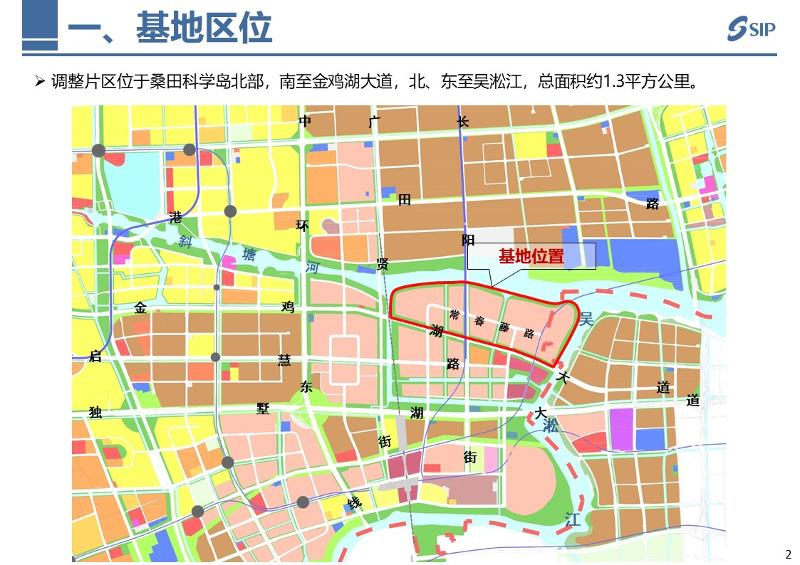 一、基地区位
SIP
➢ 调整片区位于桑田科学岛北部，南至金鸡湖大道，北、东至吴淞江，总面积约1.3平方公里。
中 广 长
田 路
港 环 阳
斜 塘 河 贤
基地位置
金 鸡 常 春 藤 路 吴
湖
启 慧 路 大 道 道
东
独 墅 湖 大 淞
街 街
线 江
2